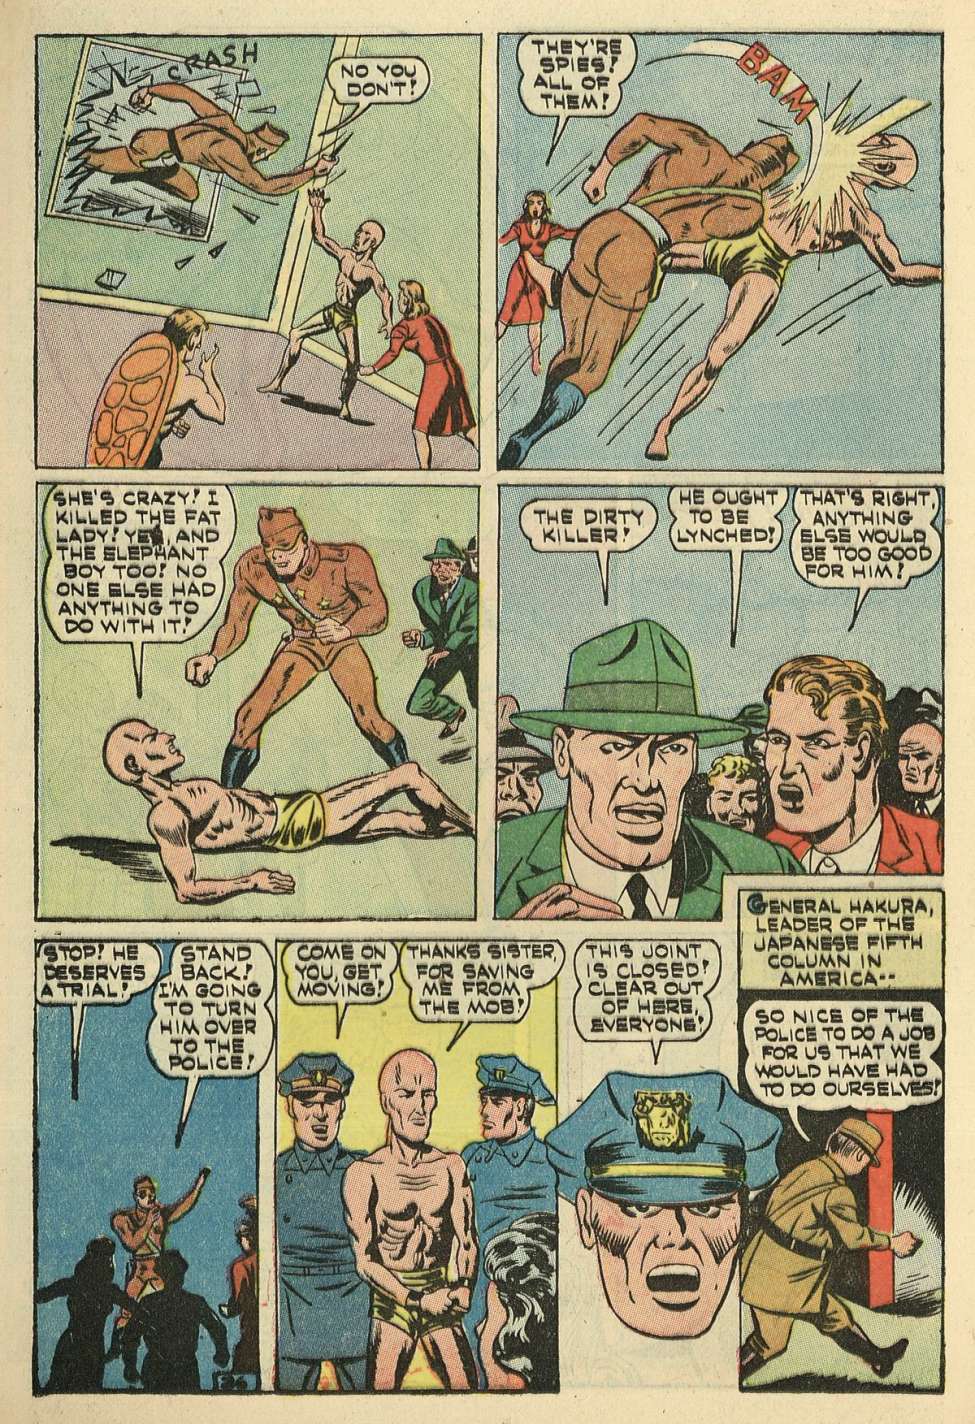 CRASH
NO YOU
DON'T!
THEY'RE
SPIES!
ALL OF
THEM!
BAM
SHE'S CRAZY! I
KILLED THE FAT
LADY! YES, AND
THE ELEPHANT
BOY TOO! NO
ONE ELSE HAD
ANYTHING TO
DO WITH IT!
THE DIRTY
KILLER!
HE OUGHT
TO BE
LYNCHED!
THAT'S RIGHT,
ANYTHING
ELSE WOULD
BE TOO GOOD
FOR HIM!
STOP! HE
DESERVES
A TRIAL!
STAND
BACK!
I'M GOING
TO TURN
HIM OVER
TO THE
POLICE!
COME ON
YOU, GET
MOVING!
THANKS SISTER,
FOR SAVING
ME FROM
THE MOB!
THIS JOINT
IS CLOSED!
CLEAR OUT
OF HERE,
EVERYONE!
GENERAL HAKURA,
LEADER OF THE
JAPANESE FIFTH
COLUMN IN
AMERICA--
SO NICE OF THE
POLICE TO DO A JOB
FOR US THAT WE
WOULD HAVE HAD
TO DO OURSELVES!